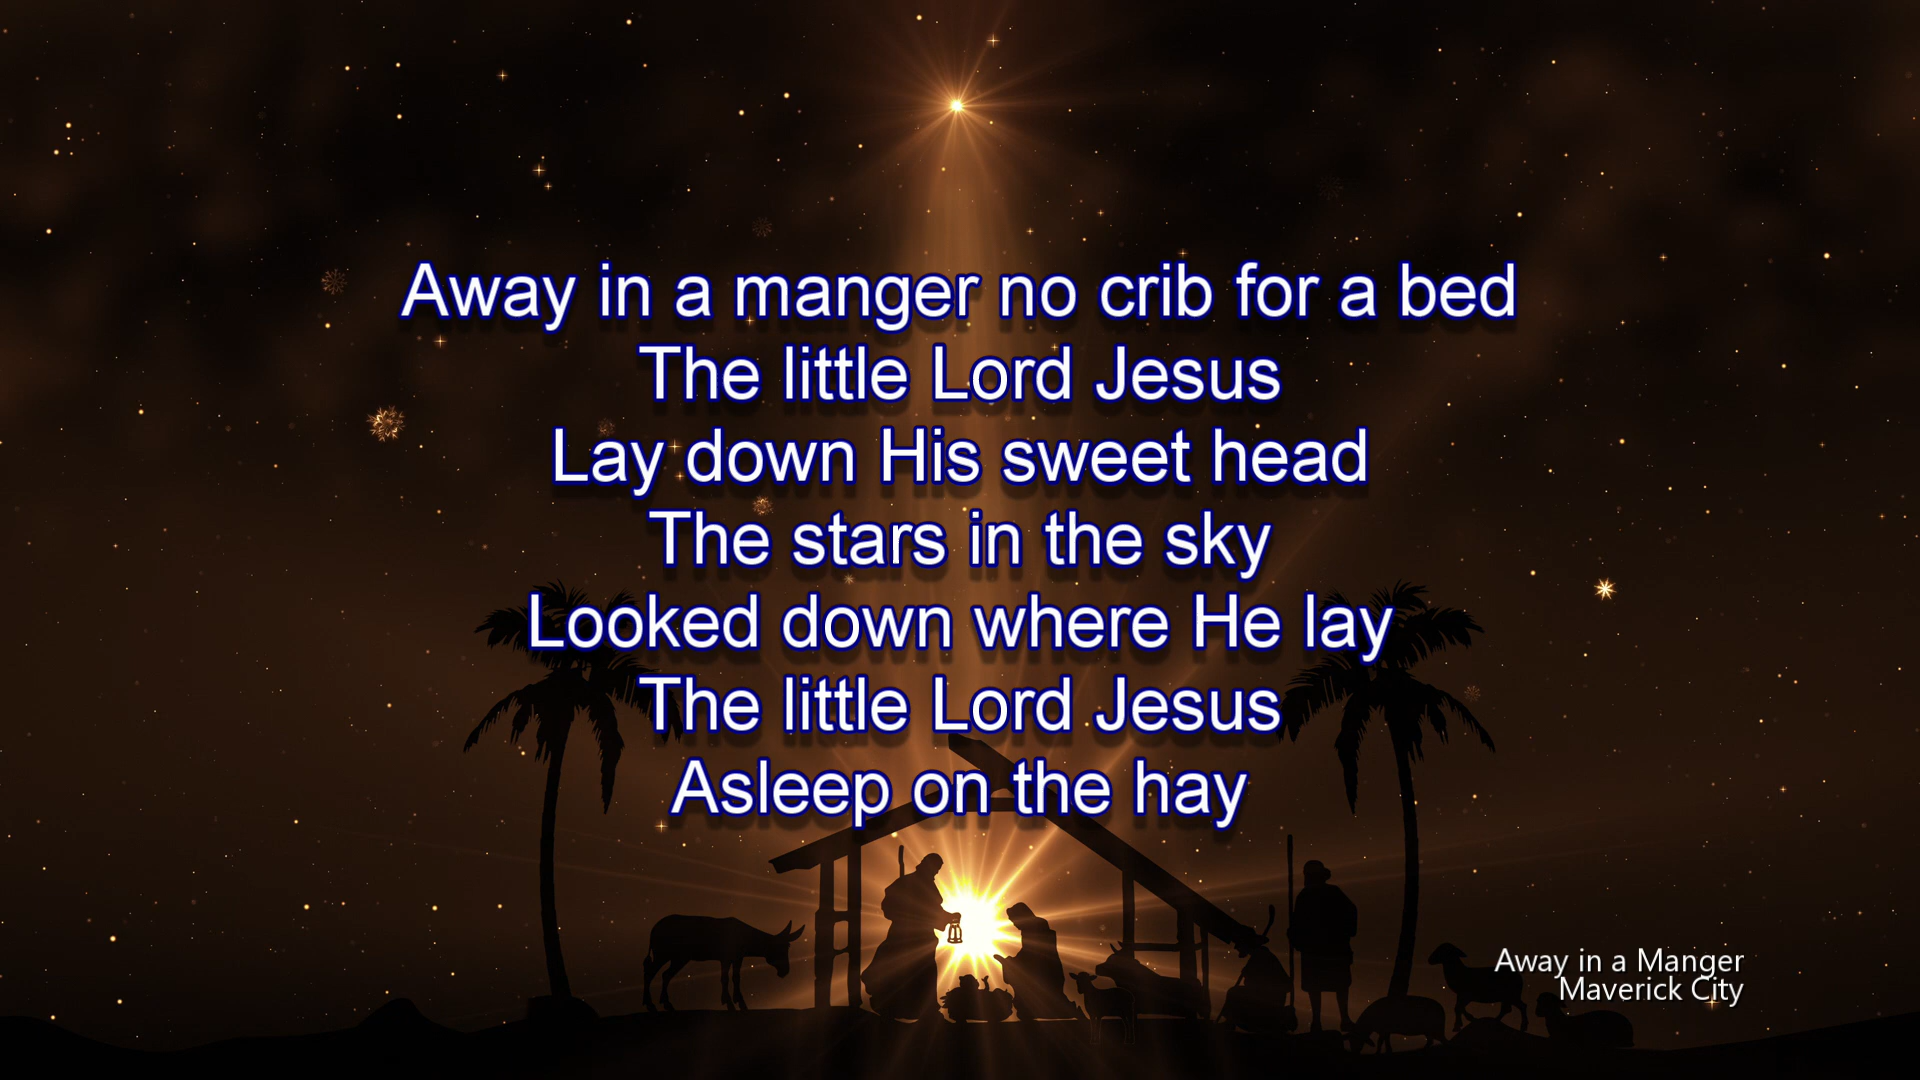 Away in a manger no crib for a bed
The little Lord Jesus
Lay down His sweet head
The stars in the sky
Looked down where He lay
The little Lord Jesus
Asleep on the hay
Away in a Manger
Maverick City